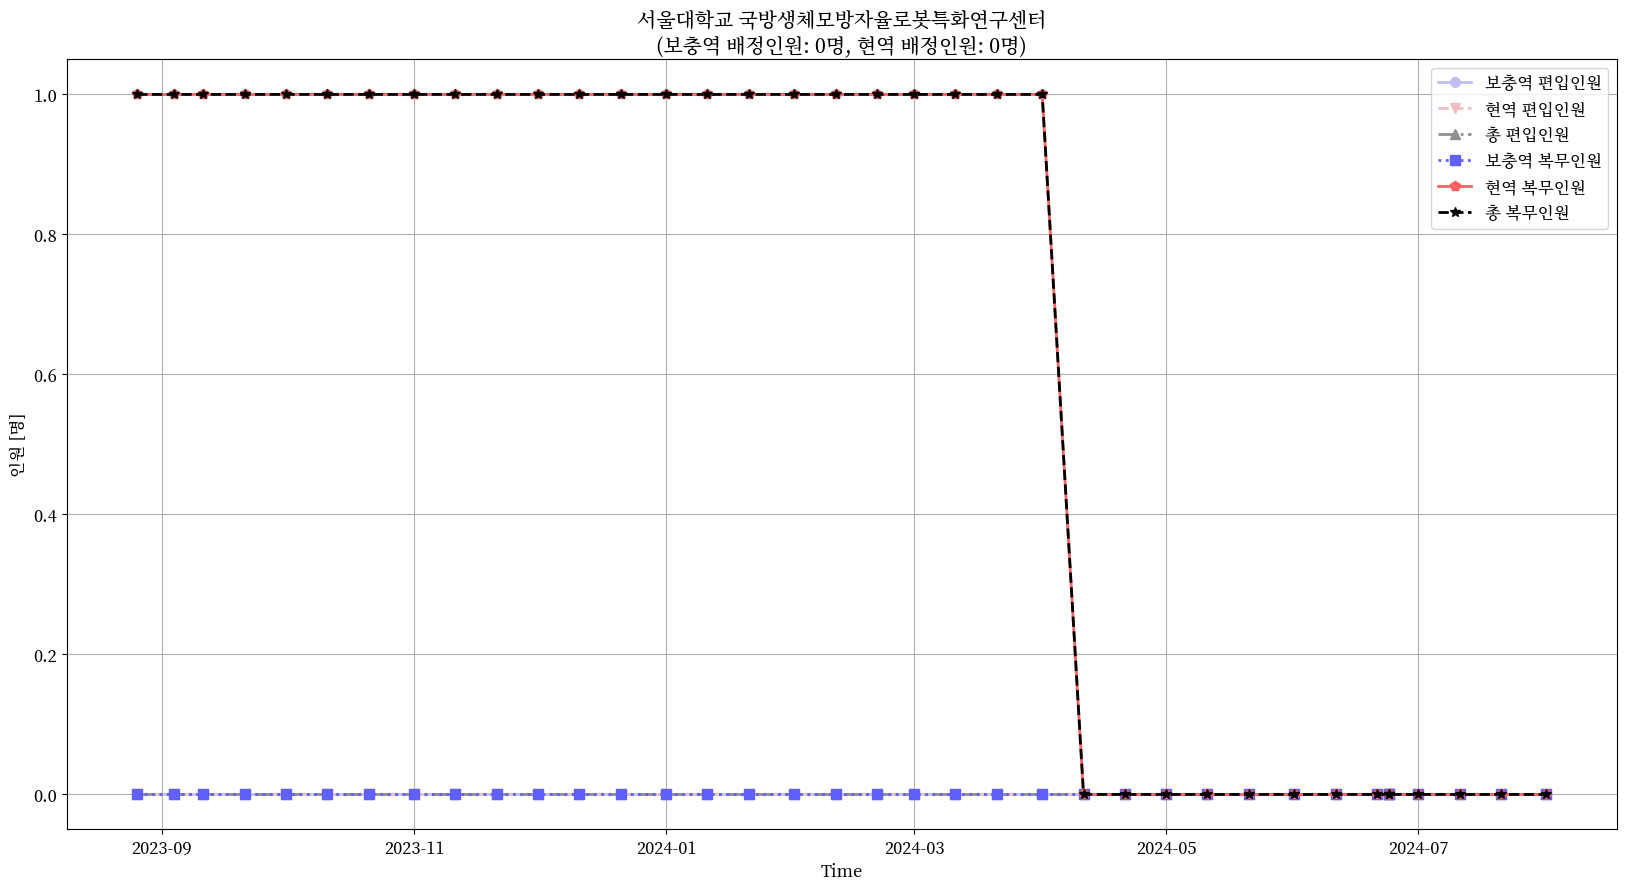 서울대학교 국방생체모방자율로봇특화연구센터
(보충역 배정인원: 0명, 현역 배정인원: 0명)
보충역 편입인원
현역 편입인원
총 편입인원
보충역 복무인원
현역 복무인원
총 복무인원
인원 [명]
1.0
0.8
0.6
0.4
0.2
0.0
2023-09
2023-11
2024-01
2024-03
2024-05
2024-07
Time